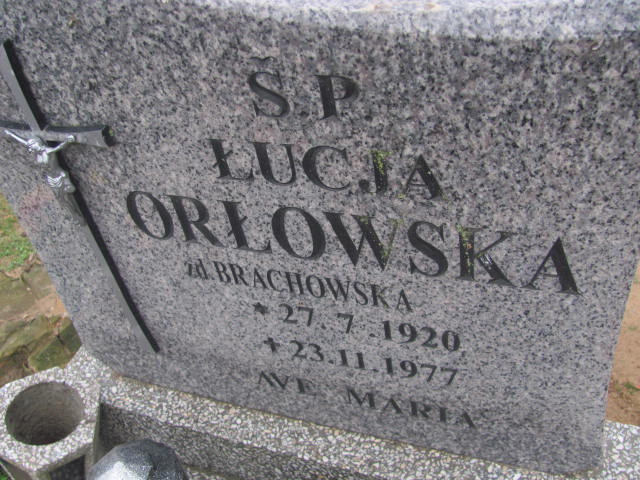 Ś.P.
ŁUCJA
ORŁOWSKA
zd. BRACHOWSKA
* 27.7.1920
+ 23.11.1977
AVE MARIA